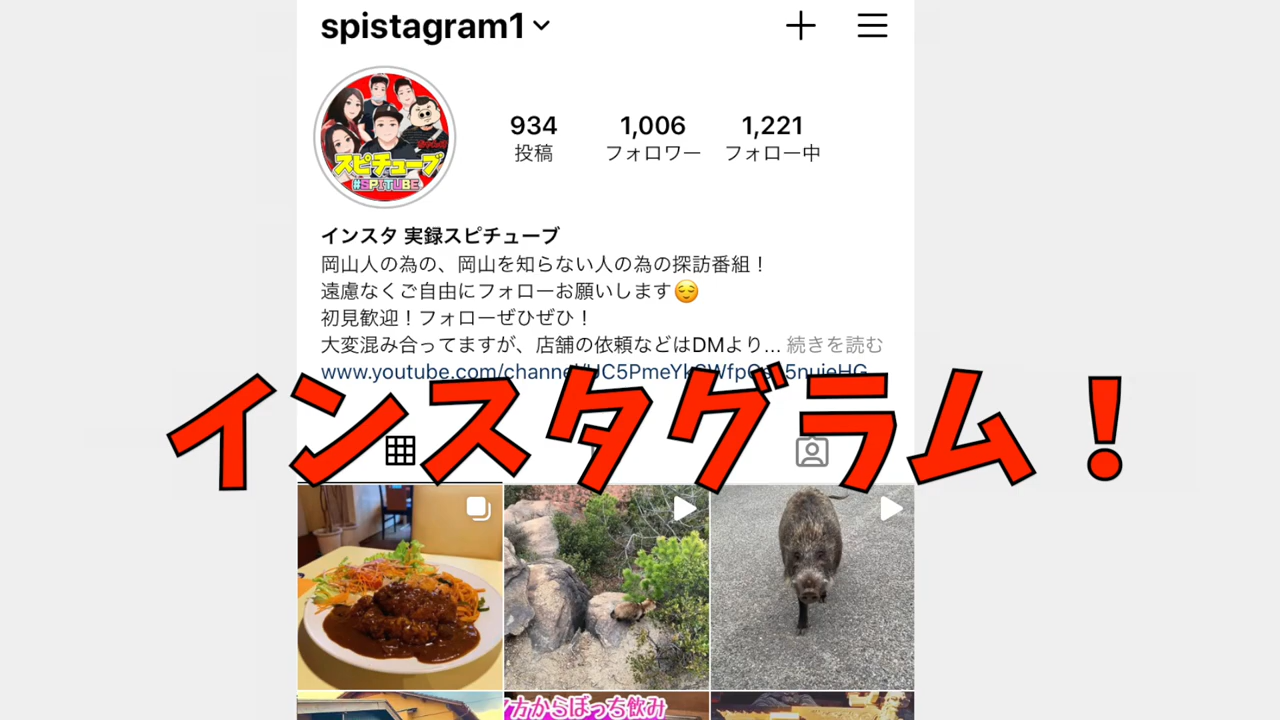 spistagram1
934
1,006
1,221
投稿
フォロワー
フォロー中
スピチューブ
#SPITUBE
インスタ 実録スピチューブ
岡山人の為の、岡山を知らない人の為の探訪番組！
遠慮なくご自由にフォローお願いします😌
初見歓迎！フォローぜひぜひ！
大変混み合ってますが、店舗の依頼などはDMより... 続きを読む
インスタグラム！
方からぼっち飲み